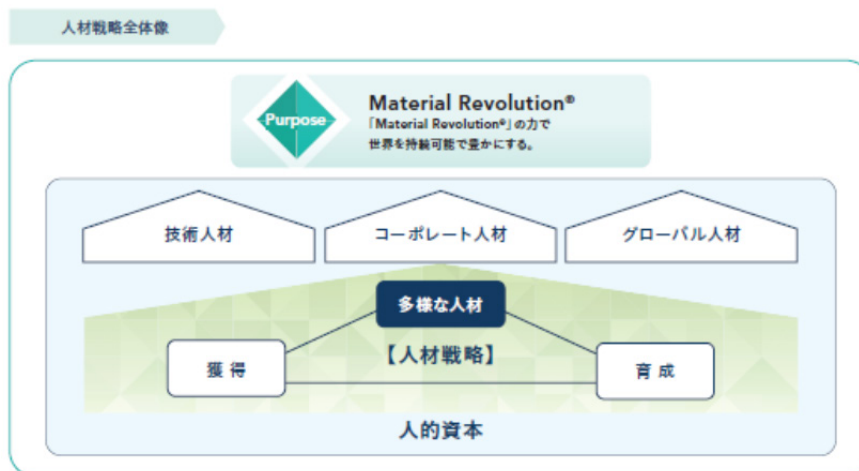 人材戦略全体像
Purpose
Material Revolution®
「Material Revolution®」の力で
世界を持続可能で豊かにする。
技術人材
コーポレート人材
グローバル人材
多様な人材
【人材戦略】
獲得
育成
人的資本